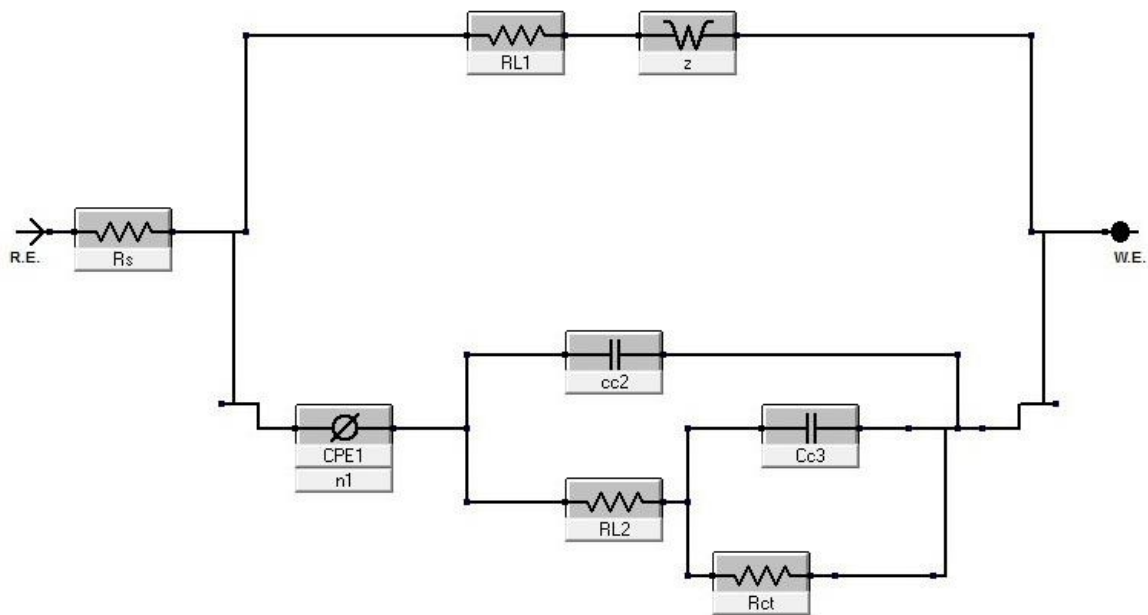 RL1
z
R.E.
Rs
W.E.
cc2
CPE1
n1
Cc3
RL2
Rct